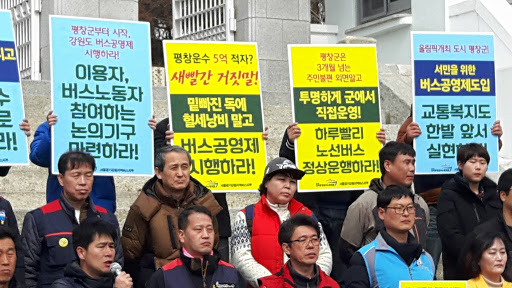 평창군부터 시작,
강원도 버스공영제
시행하라!
이용자,
버스노동자
참여하는
논의기구
마련하라!
평창운수 5억 적자?
새빨간 거짓말!
밑빠진 독에
혈세낭비 말고
버스공영제
시행하라!
평창군은
3개월 넘는
주민불편 외면말고
투명하게 군에서
직접운영!
하루빨리
노선버스
정상운행하라!
올림픽개최 도시 평창군!
서민을 위한
버스공영제도입
교통복지도
한발 앞서
실현하